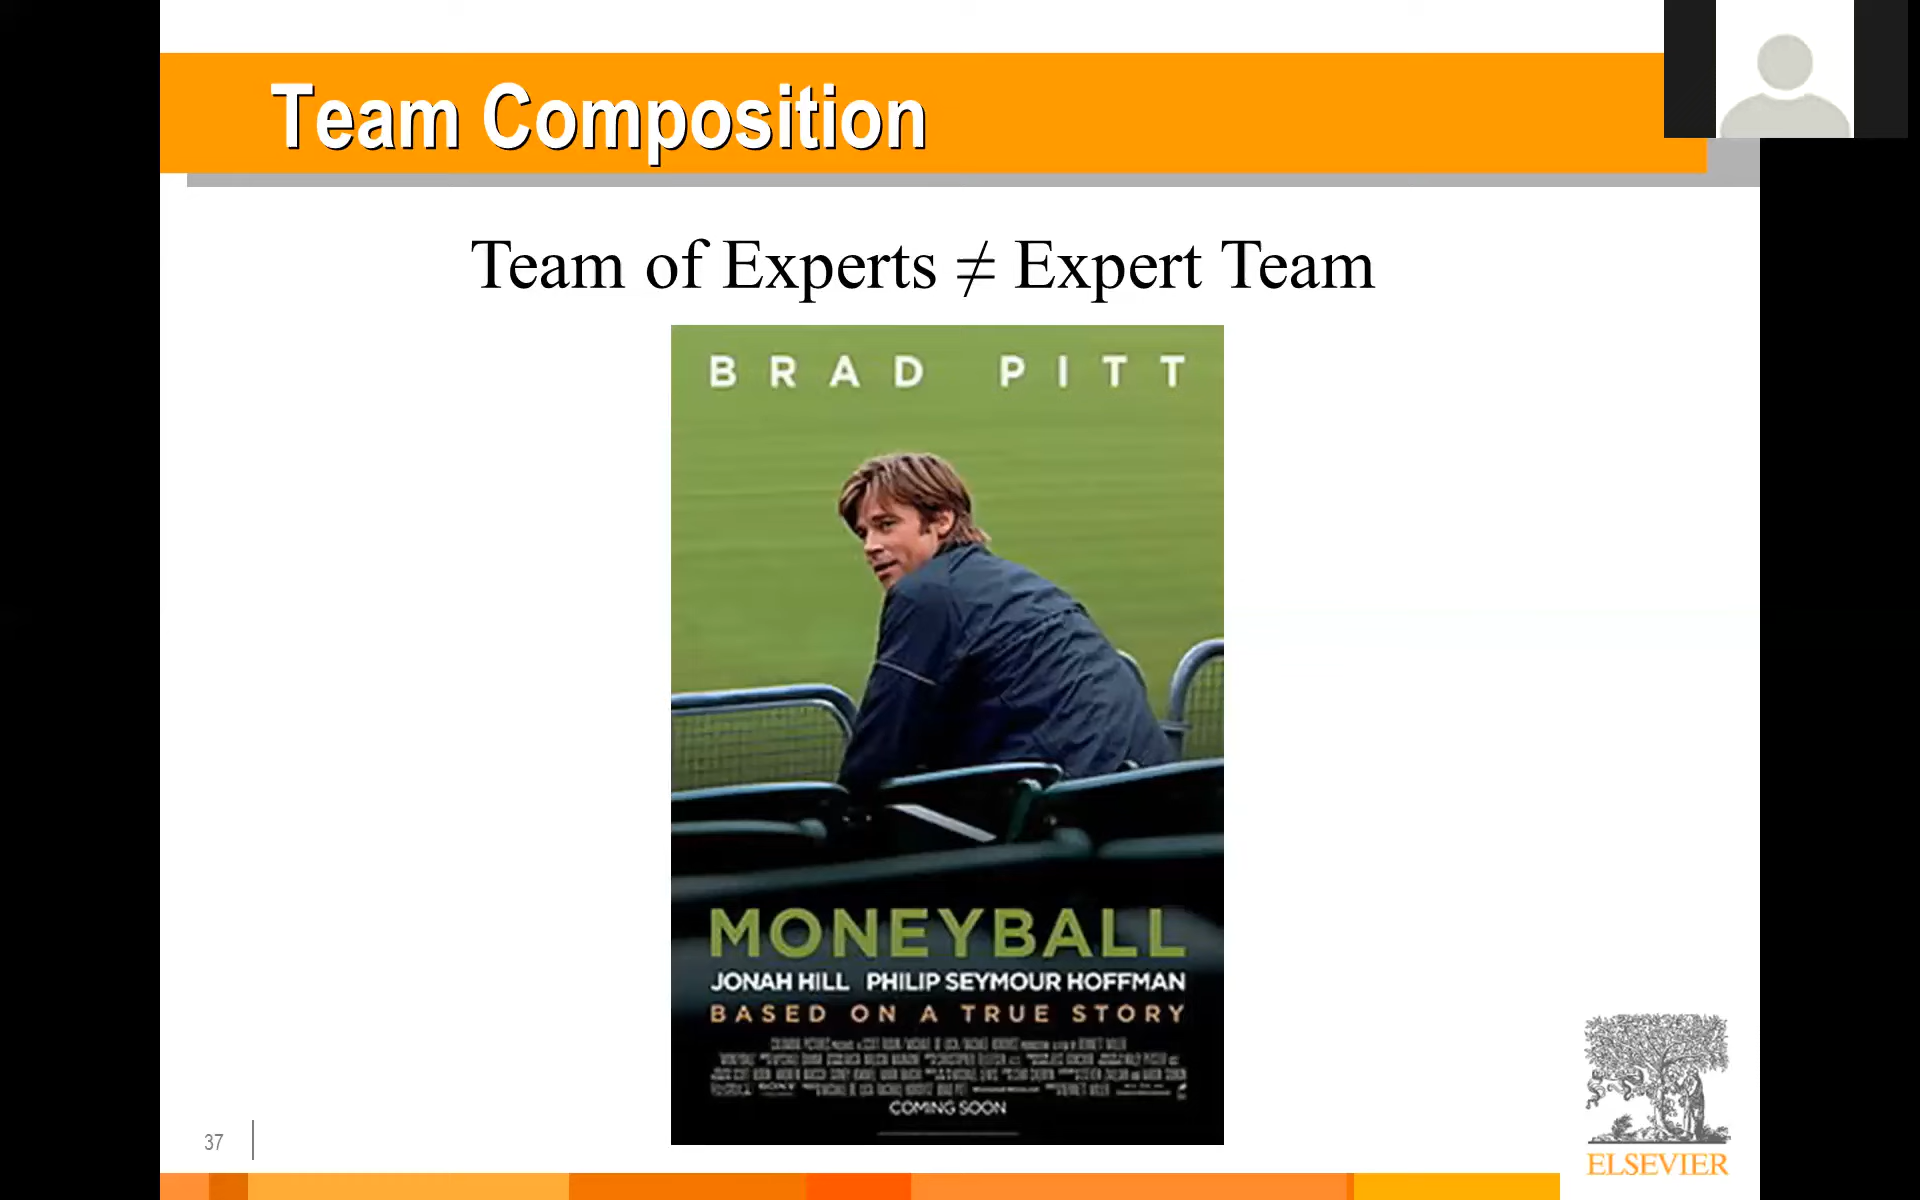 Team Composition
Team of Experts ≠ Expert Team
BRAD PITT
MONEYBALL
JONAH HILL PHILIP SEYMOUR HOFFMAN
BASED ON A TRUE STORY
COMING SOON
37
ELSEVIER